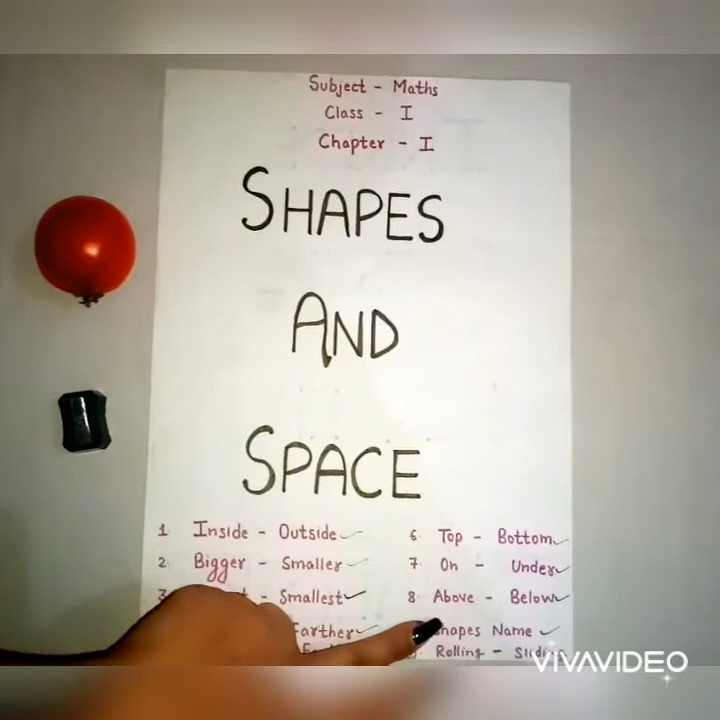 Subject - Maths
Class - I
Chapter - I
SHAPES
AND
SPACE
1 Inside - Outside ✓
2 Bigger - Smaller ✓
3 Smallest ✓
Farther ✓
6 Top - Bottom ✓
7 On - Under ✓
8 Above - Below ✓
Shapes Name ✓
Rolling -
VIVAVIDEO